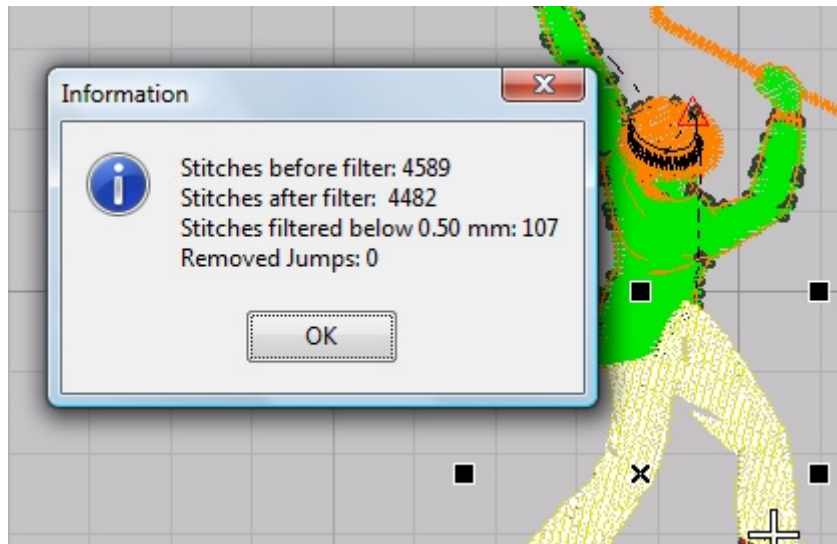 Information
Stitches before filter: 4589
Stitches after filter:  4482
Stitches filtered below 0.50 mm: 107
Removed Jumps: 0
OK